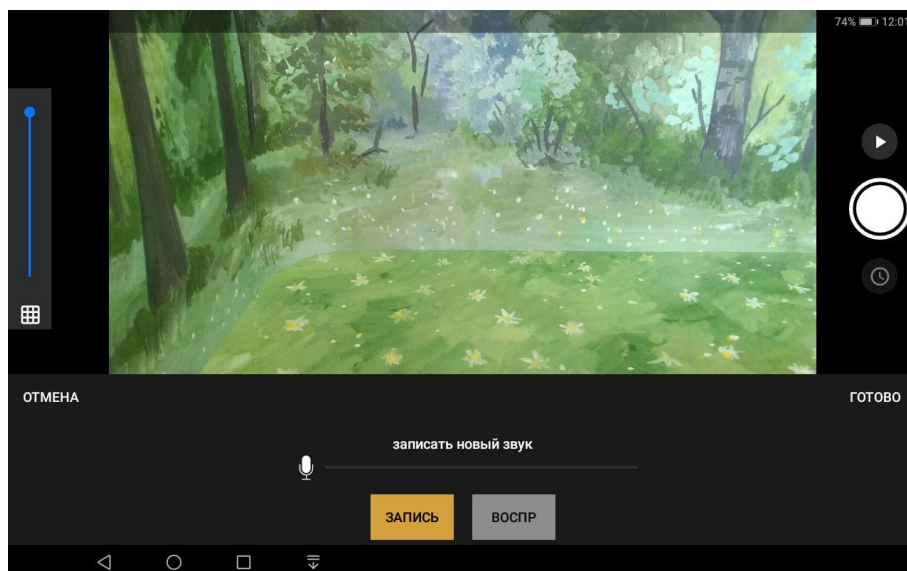 74% 12:01
ОТМЕНА
ГОТОВО
записать новый звук
ЗАПИСЬ
ВОСПР